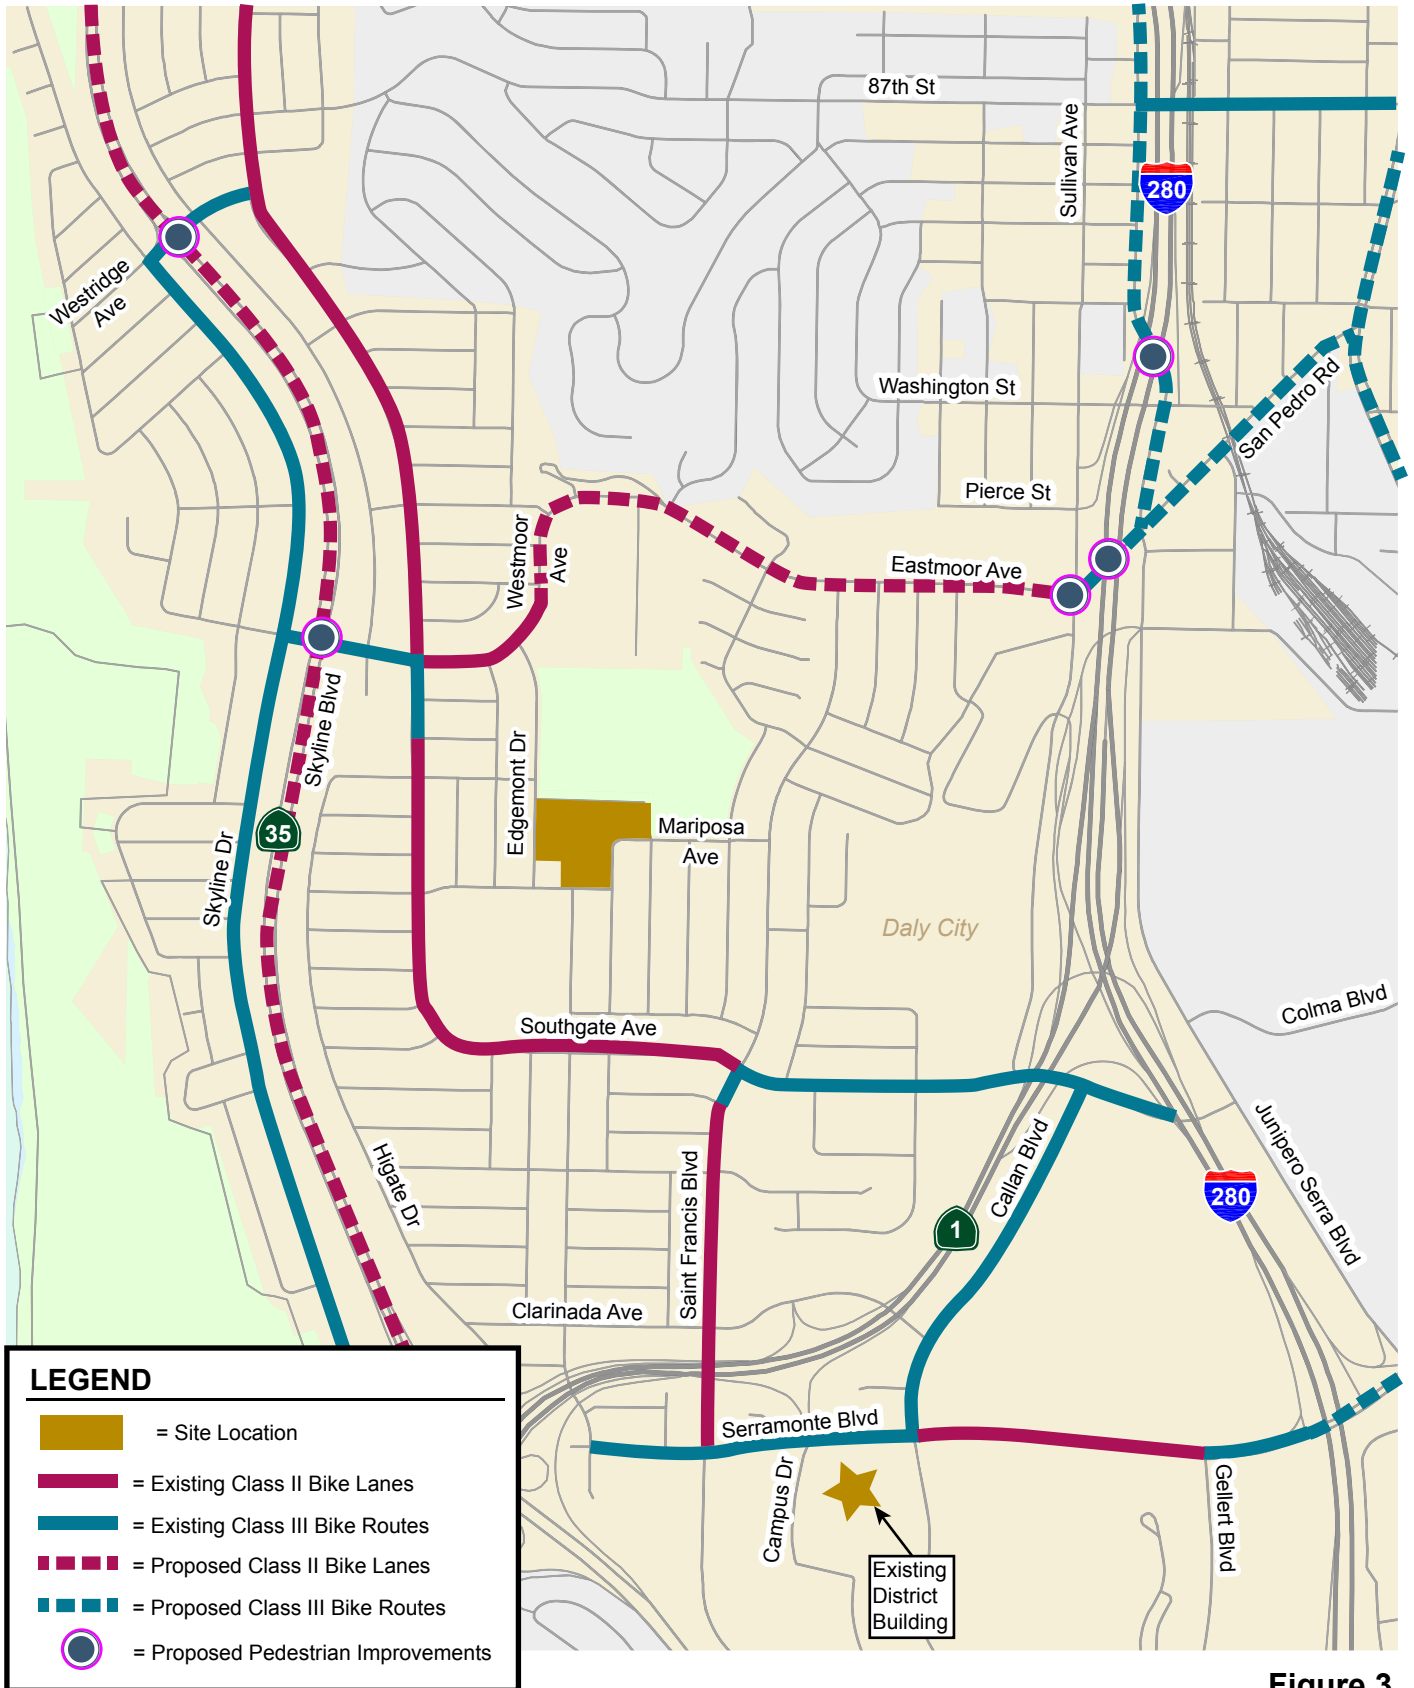 87th St
Sullivan Ave
280
Westridge
Ave
Washington St
San Pedro Rd
Pierce St
Westmoor
Ave
Eastmoor Ave
Skyline Blvd
Edgemont Dr
35
Mariposa
Ave
Skyline Dr
Daly City
Colma Blvd
Southgate Ave
Junipero Serra Blvd
Callan Blvd
Higate Dr
Saint Francis Blvd
280
1
Clarinada Ave
Serramonte Blvd
Campus Dr
Gellert Blvd
Existing
District
Building
LEGEND
= Site Location
= Existing Class II Bike Lanes
= Existing Class III Bike Routes
= Proposed Class II Bike Lanes
= Proposed Class III Bike Routes
= Proposed Pedestrian Improvements
Figure 3